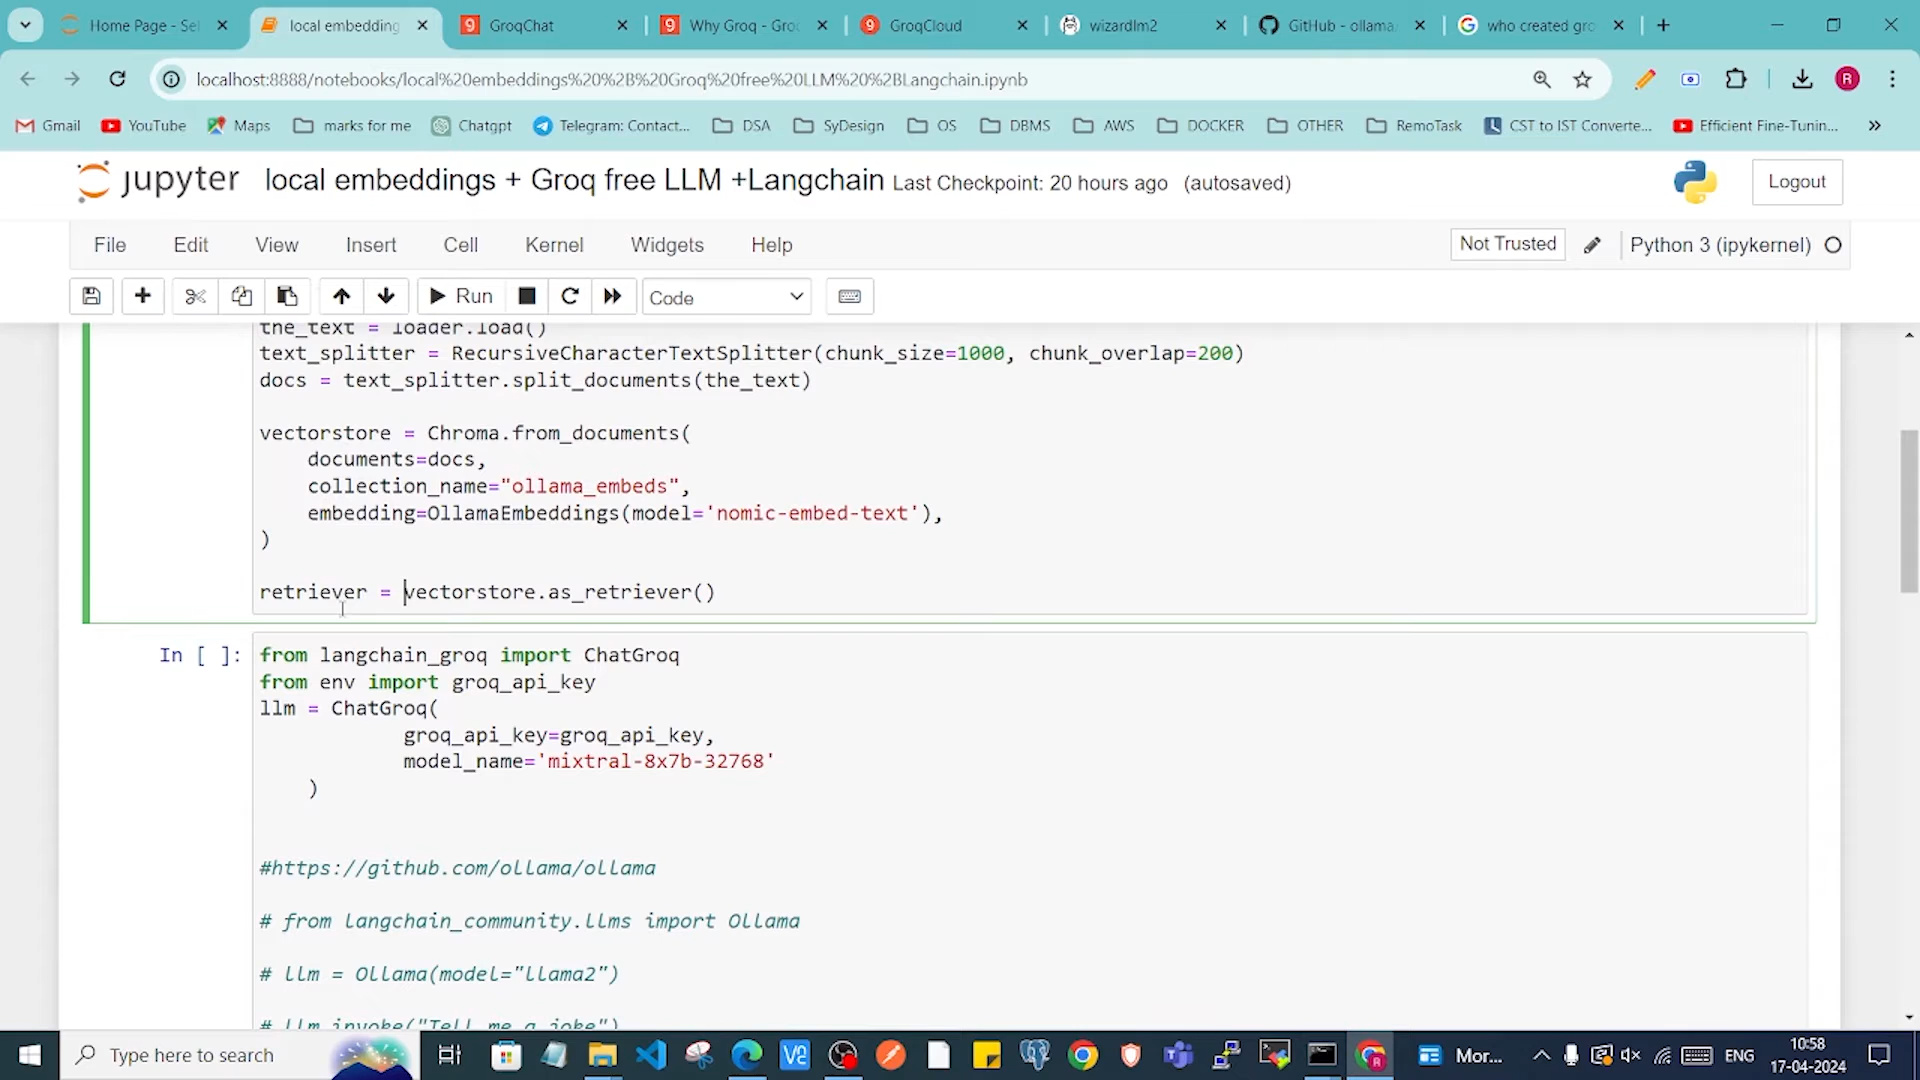 Home Page - Sel
local embedding
GroqChat
Why Groq - Groq
GroqCloud
wizardlm2
GitHub - ollama
who created gro
localhost:8888/notebooks/local%20embeddings%20%2B%20Groq%20free%20LLM%20%2BLangchain.ipynb
R
Gmail
YouTube
Maps
marks for me
Chatgpt
Telegram: Contact...
DSA
SyDesign
OS
DBMS
AWS
DOCKER
OTHER
RemoTask
CST to IST Converte...
Efficient Fine-Tunin...
jupyter local embeddings + Groq free LLM +Langchain Last Checkpoint: 20 hours ago (autosaved)
Logout
File Edit View Insert Cell Kernel Widgets Help
Not Trusted
Python 3 (ipykernel)
Run
Code
the_text = loader.load()
text_splitter = RecursiveCharacterTextSplitter(chunk_size=1000, chunk_overlap=200)
docs = text_splitter.split_documents(the_text)
vectorstore = Chroma.from_documents(
documents=docs,
collection_name="ollama_embeds",
embedding=OllamaEmbeddings(model='nomic-embed-text'),
)
retriever = vectorstore.as_retriever()
In [ ]:
from langchain_groq import ChatGroq
from env import groq_api_key
llm = ChatGroq(
groq_api_key=groq_api_key,
model_name='mixtral-8x7b-32768'
)
#https://github.com/ollama/ollama
# from langchain_community.llms import Ollama
# llm = Ollama(model="llama2")
# llm.invoke("Tell me a joke")
Type here to search
Mor...
ENG
10:58
17-04-2024